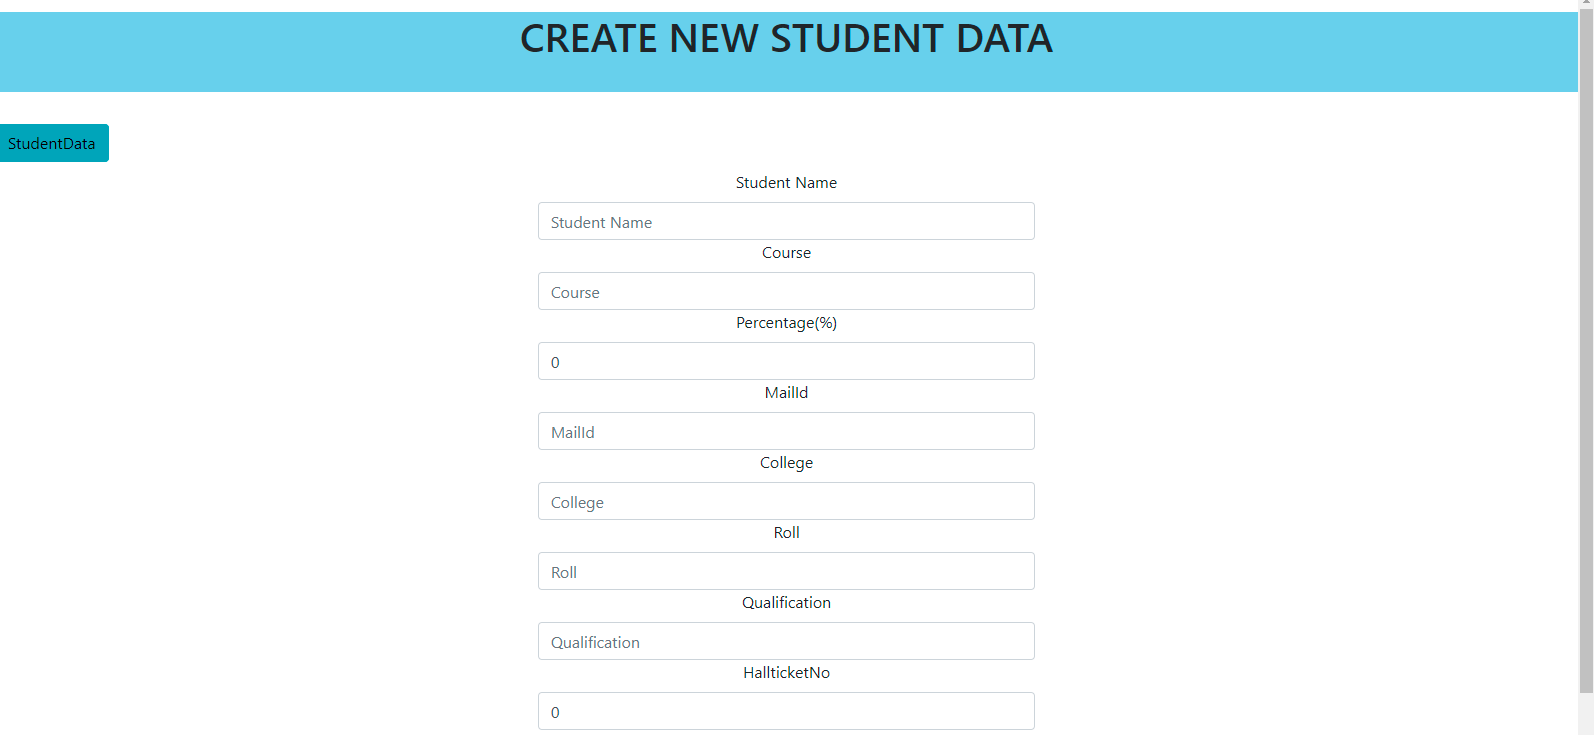 CREATE NEW STUDENT DATA
StudentData
Student Name
Student Name
Course
Course
Percentage(%)
0
MailId
MailId
College
College
Roll
Roll
Qualification
Qualification
HallticketNo
0